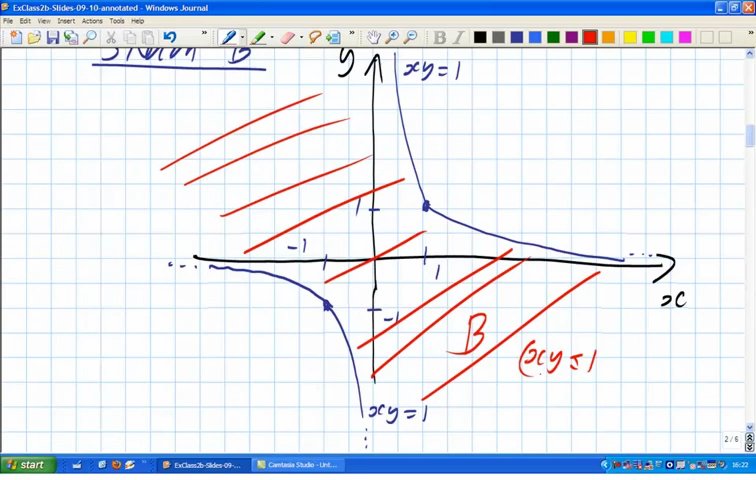 ExClass2b-Slides-09-10-annotated - Windows Journal
File Edit View Insert Actions Tools Help
B I
B
y
xy=1
1
-1
1
1
-1
x
B
(xy≤1
xy=1
2/6
start
ExClass2b-Slides-09-...
Camtasia Studio - Unt...
16:22